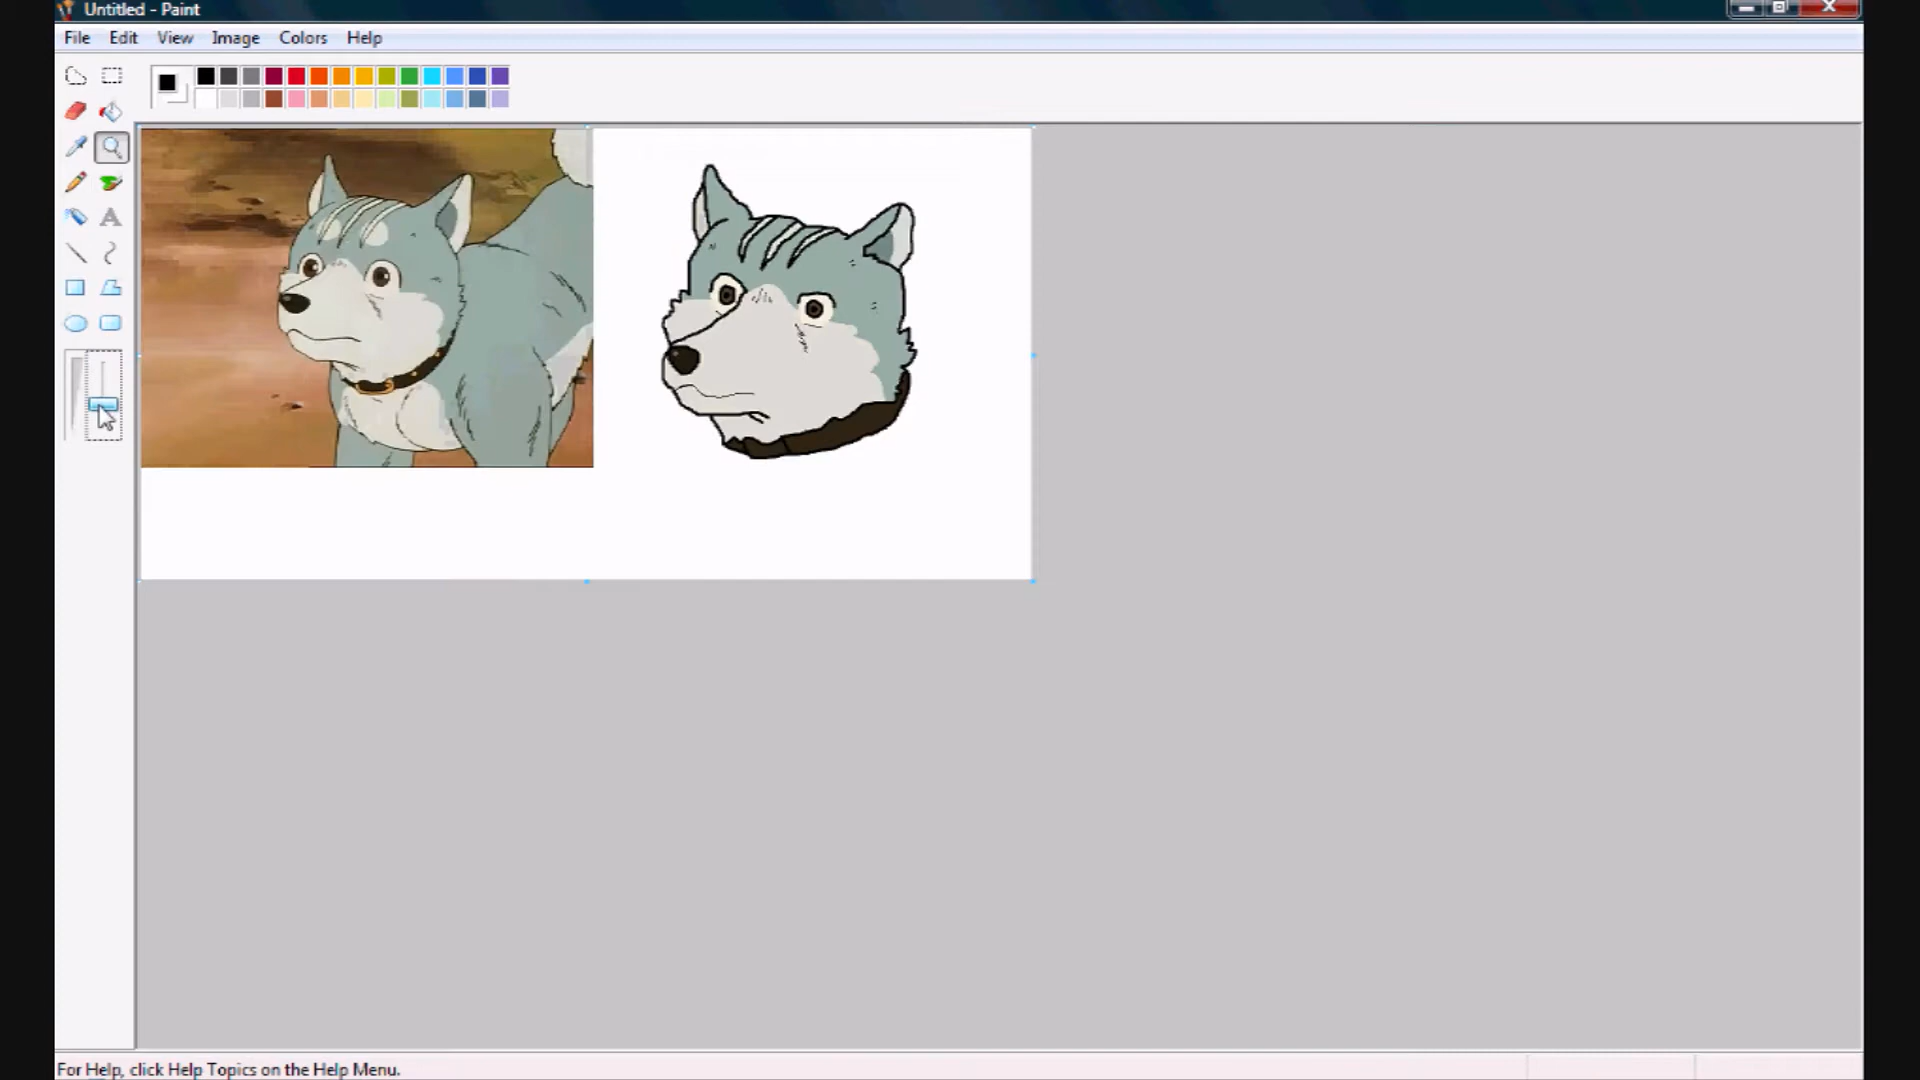 Untitled - Paint
File Edit View Image Colors Help
A
For Help, click Help Topics on the Help Menu.